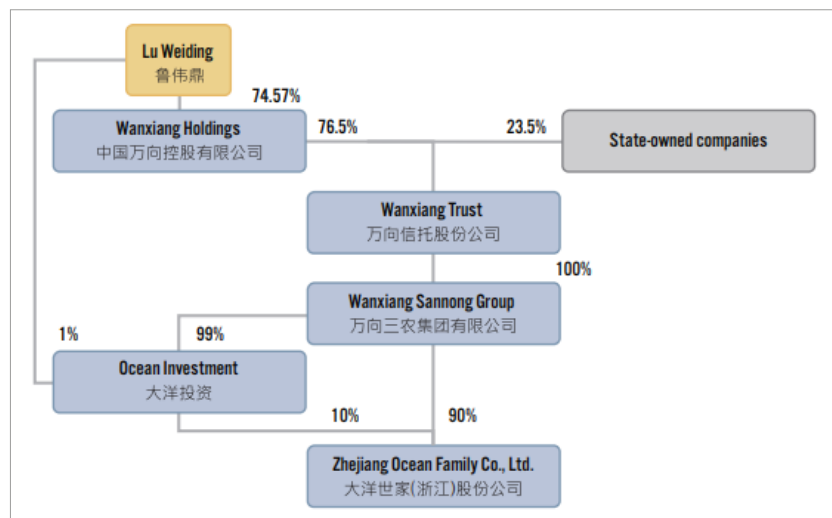 Lu Weiding
鲁伟鼎
74.57%
Wanxiang Holdings
中国万向控股有限公司
76.5%
23.5%
State-owned companies
Wanxiang Trust
万向信托股份公司
100%
Wanxiang Sannong Group
万向三农集团有限公司
1%
99%
Ocean Investment
大洋投资
10%
90%
Zhejiang Ocean Family Co., Ltd.
大洋世家(浙江)股份公司